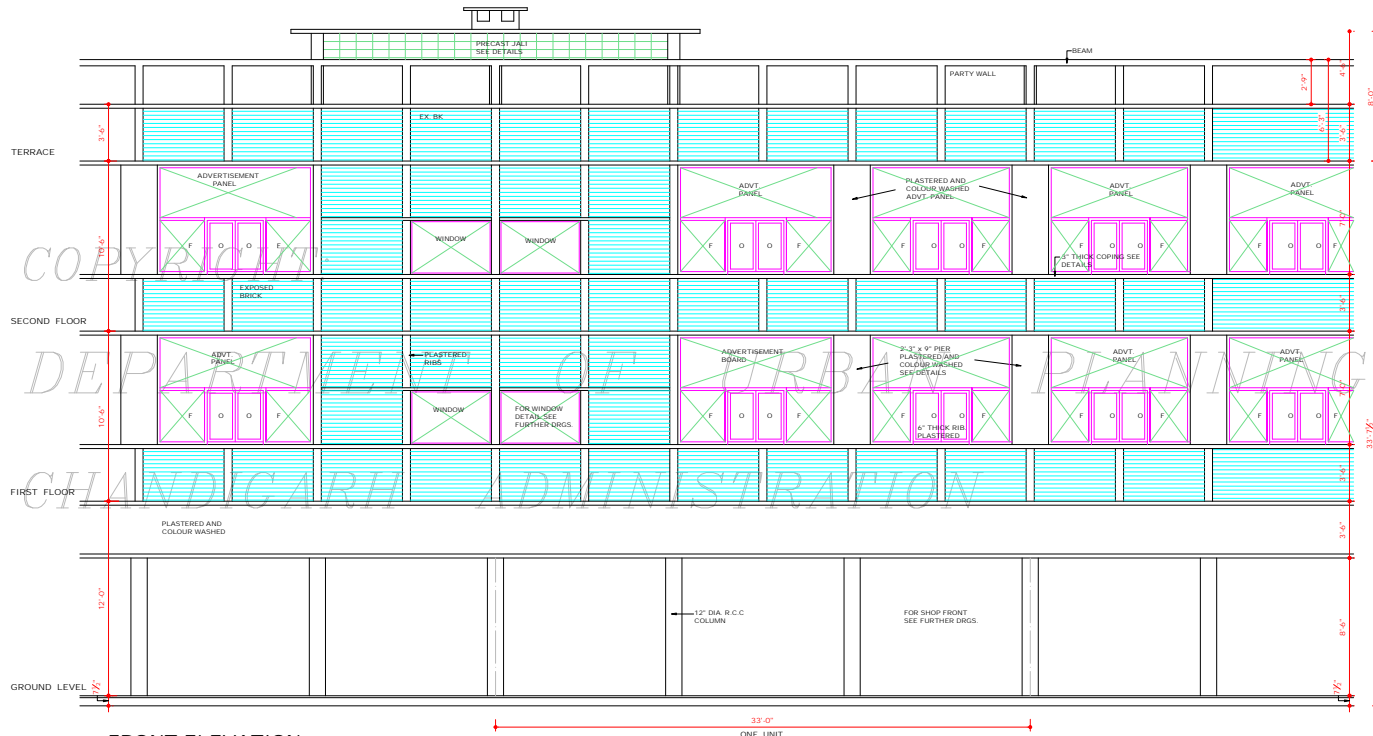 PRECAST JALI
SEE DETAILS
BEAM
PARTY WALL
4'-6"
2'-9"
8'-0"
EX. BK
3'-6"
6'-3"
3'-6"
TERRACE
ADVERTISEMENT
PANEL
ADVT.
PANEL
PLASTERED AND
COLOUR WASHED
ADVT. PANEL
ADVT.
PANEL
ADVT.
PANEL
7'-0"
WINDOW
WINDOW
F O O F
F O O F
F O O F
F O O F
F O O F
10'-6"
COPYRIGHT:
3" THICK COPING SEE
DETAILS
EXPOSED
BRICK
3'-6"
SECOND FLOOR
ADVT.
PANEL
PLASTERED
RIBS
ADVERTISEMENT
BOARD
2'-3" x 9" PIER
PLASTERED AND
COLOUR WASHED
SEE DETAILS
ADVT.
PANEL
ADVT.
PANEL
DEPARTMENT OF URBAN PLANNING
7'-0"
WINDOW
FOR WINDOW
DETAIL SEE
FURTHER DRGS.
F O O F
F O O F
F O O F
F O O F
F O O F
10'-6"
6" THICK RIB.
PLASTERED
33'-7½"
3'-6"
FIRST FLOOR
CHANDIGARH ADMINISTRATION
PLASTERED AND
COLOUR WASHED
3'-6"
12'-0"
12" DIA. R.C.C
COLUMN
FOR SHOP FRONT
SEE FURTHER DRGS.
8'-6"
GROUND LEVEL
7½"
7½"
33'-0"
ONE UNIT
FRONT ELEVATION